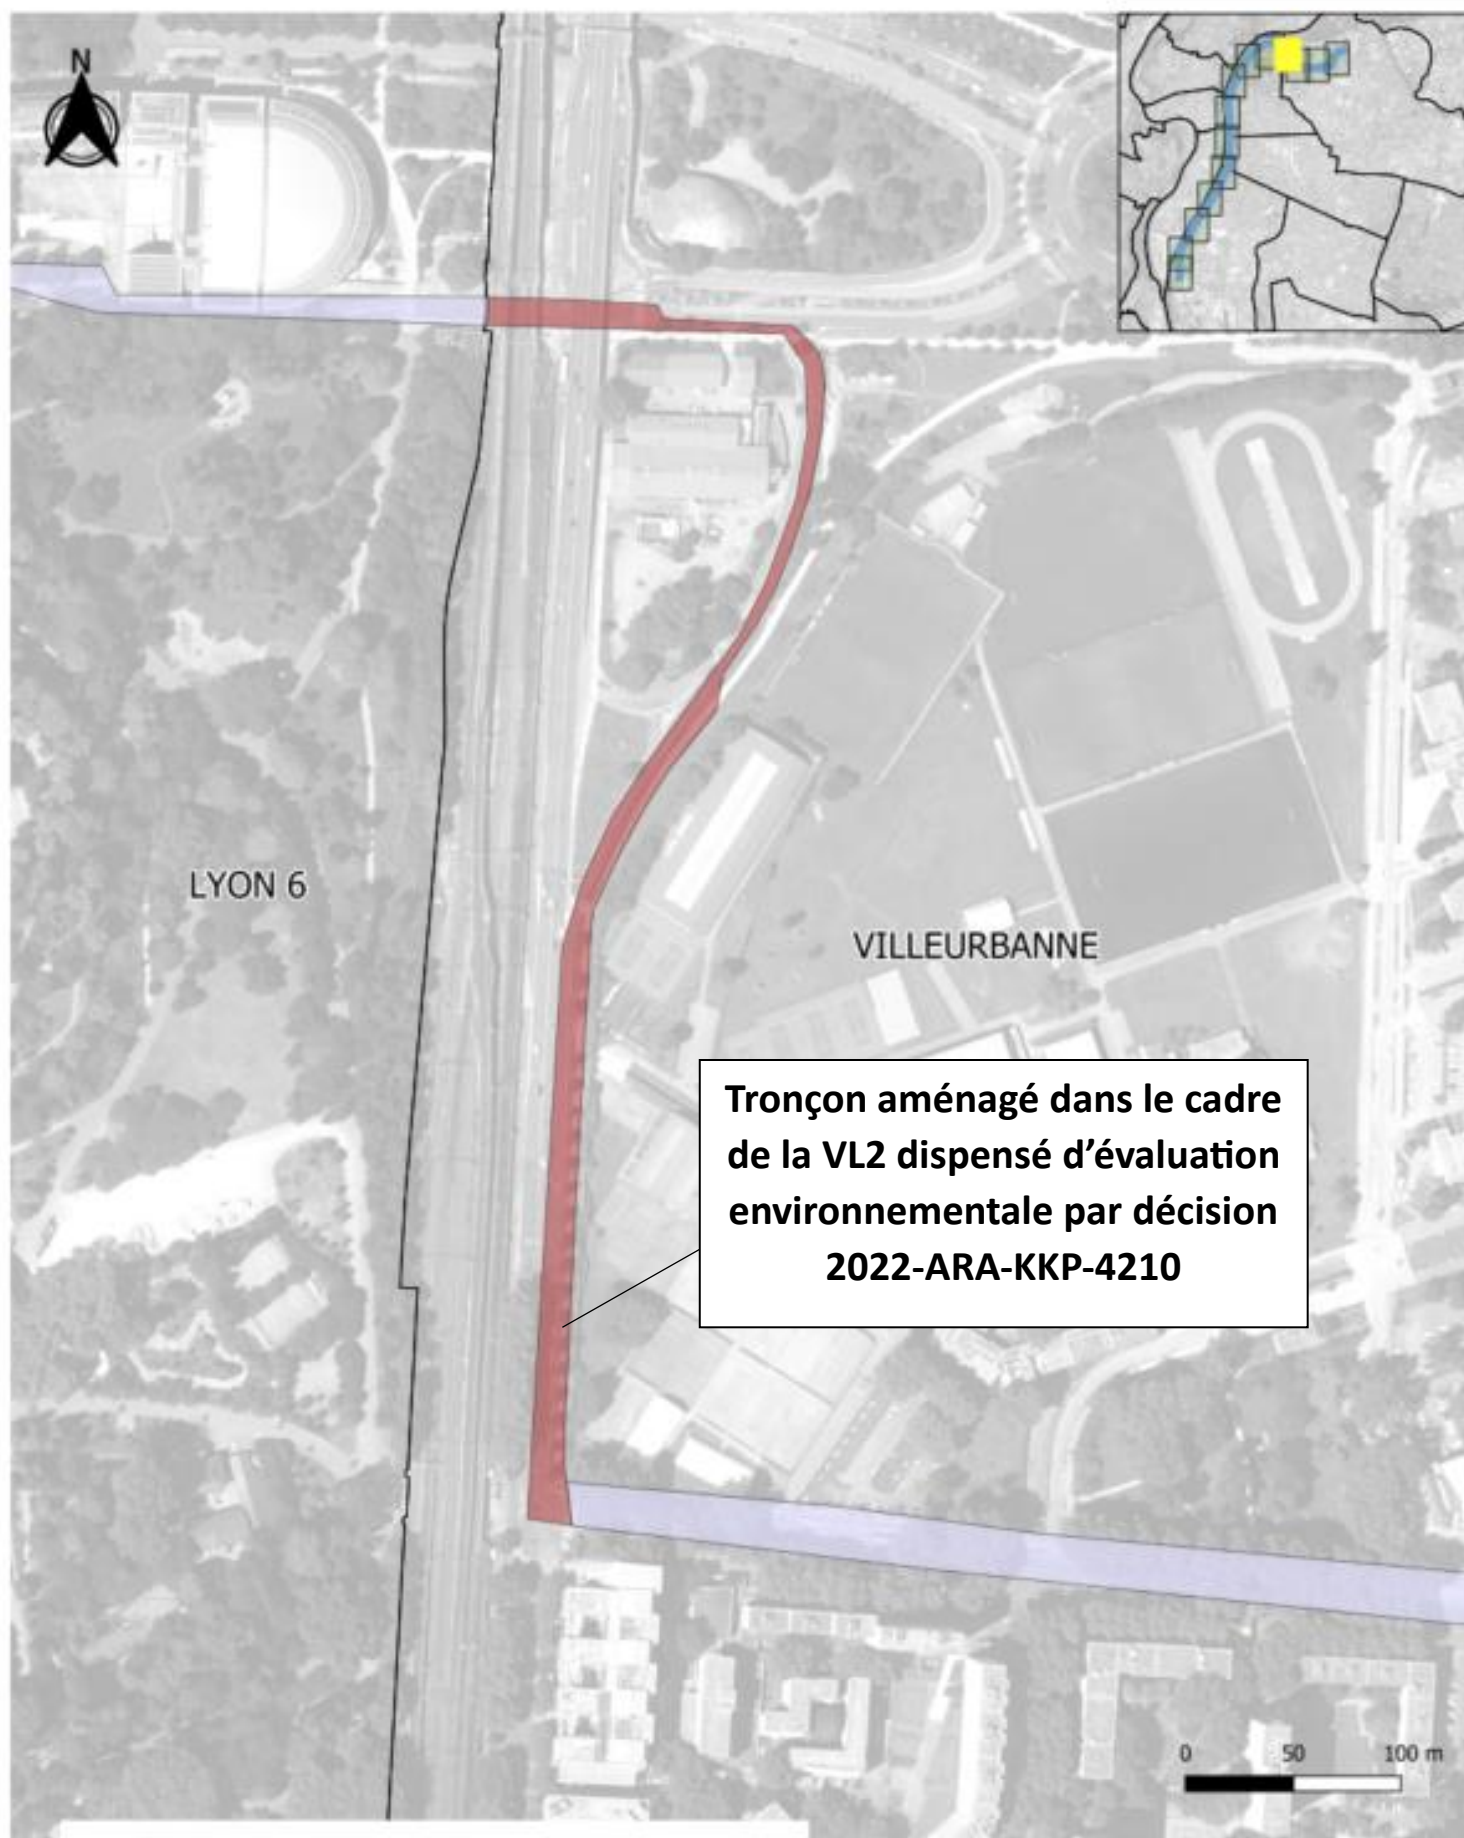 N
LYON 6
VILLEURBANNE
Tronçon aménagé dans le cadre
de la VL2 dispensé d'évaluation
environnementale par décision
2022-ARA-KKP-4210
0 50 100 m